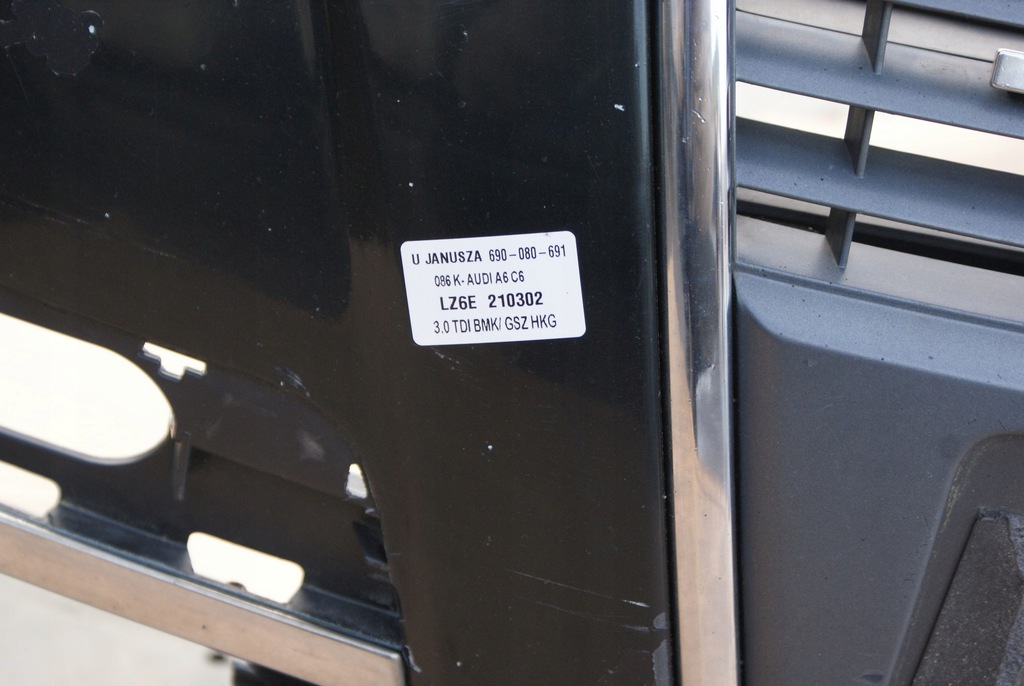 U JANUSZA 690-080-691
086 K- AUDI A6 C6
LZ6E 210302
3.0 TDI BMK/ GSZ HKG